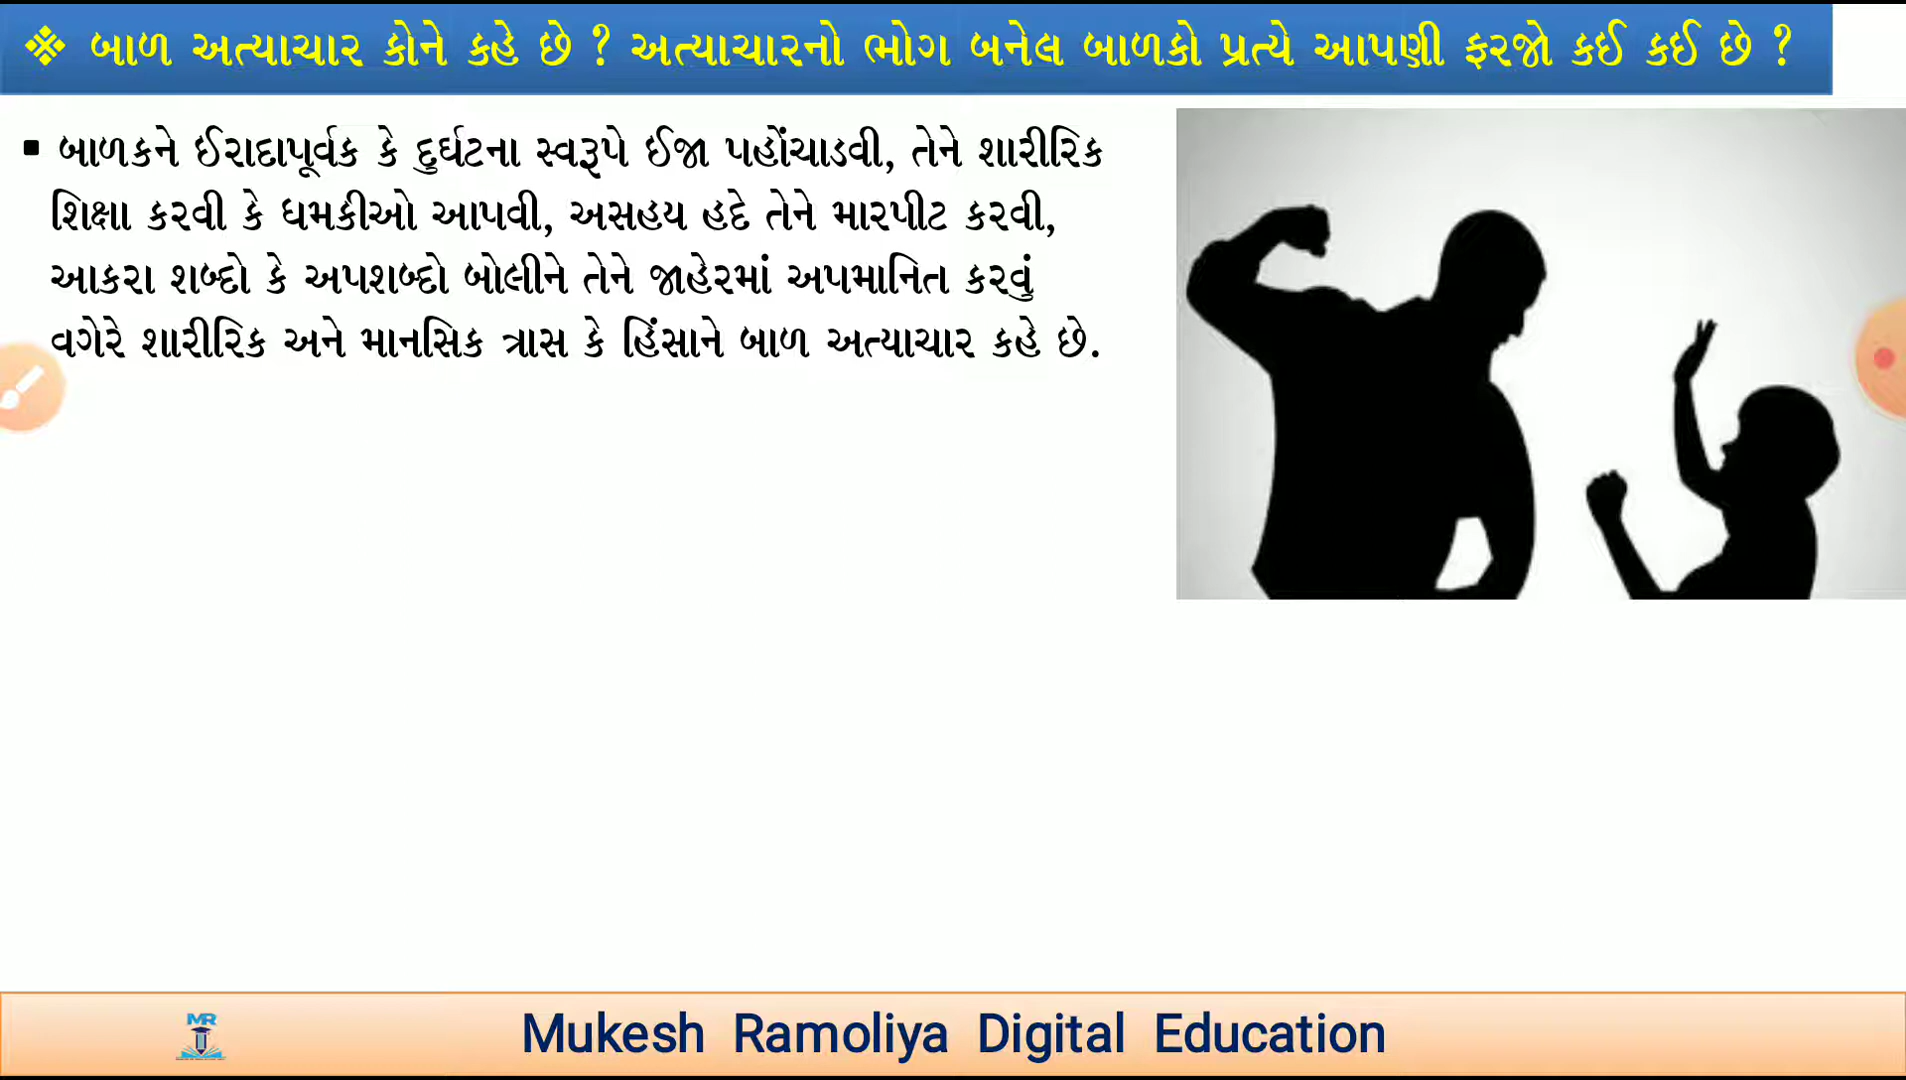 ❖ બાળ અત્યાચાર કોને કહે છે ? અત્યાચારનો ભોગ બનેલ બાળકો પ્રત્યે આપણી ફરજો કઈ કઈ છે ?
▪ બાળકને ઈરાદાપૂર્વક કે દુર્ઘટના સ્વરૂપે ઈજા પહોંચાડવી, તેને શારીરિક
શિક્ષા કરવી કે ધમકીઓ આપવી, અસહય હદે તેને મારપીટ કરવી,
આકરા શબ્દો કે અપશબ્દો બોલીને તેને જાહેરમાં અપમાનિત કરવું
વગેરે શારીરિક અને માનસિક ત્રાસ કે હિંસાને બાળ અત્યાચાર કહે છે.
MR
Mukesh Ramoliya Digital Education